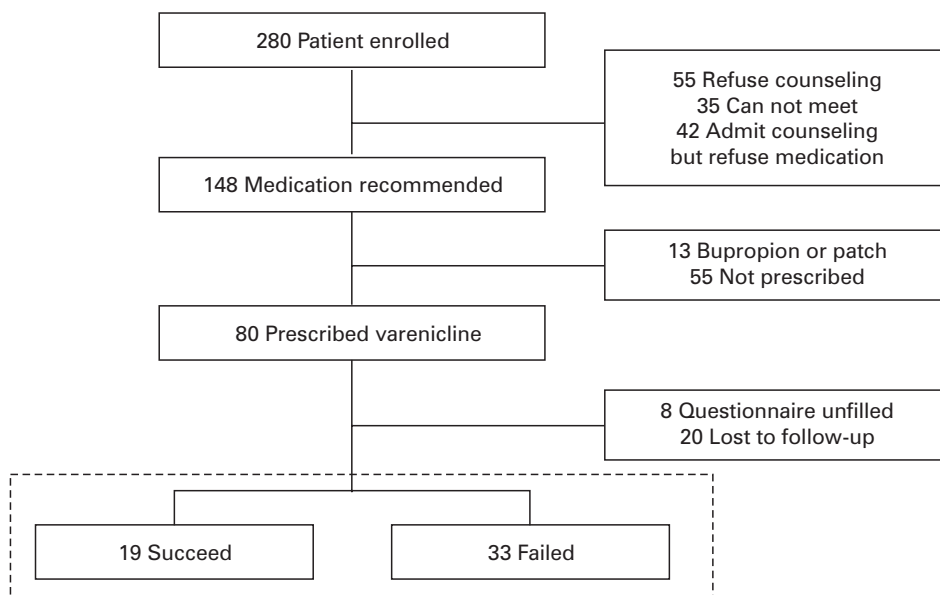 280 Patient enrolled
55 Refuse counseling
35 Can not meet
42 Admit counseling
but refuse medication
148 Medication recommended
13 Bupropion or patch
55 Not prescribed
80 Prescribed varenicline
8 Questionnaire unfilled
20 Lost to follow-up
19 Succeed
33 Failed